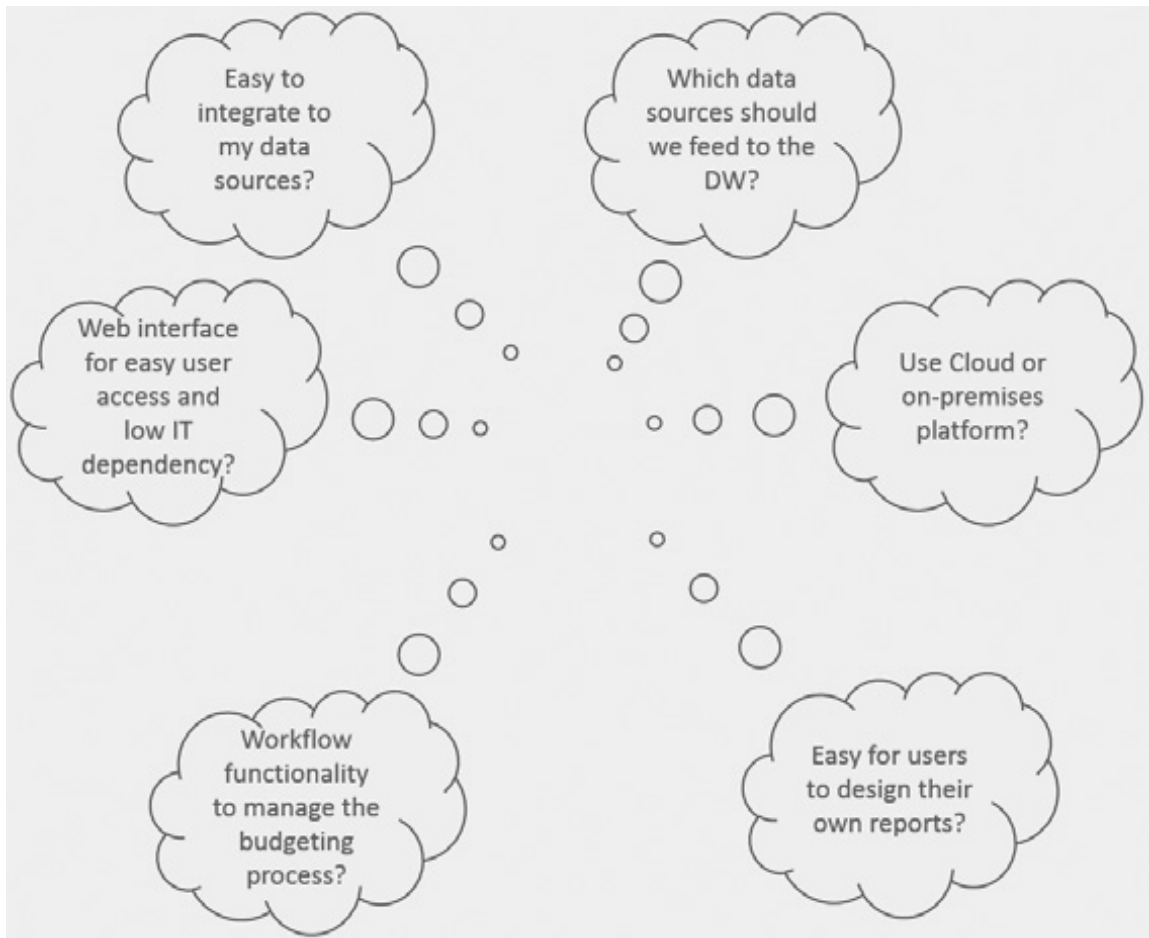 Easy to
integrate to
my data
sources?
Which data
sources should
we feed to the
DW?
Web interface
for easy user
access and
low IT
dependency?
Use Cloud or
on-premises
platform?
Workflow
functionality
to manage the
budgeting
process?
Easy for users
to design their
own reports?